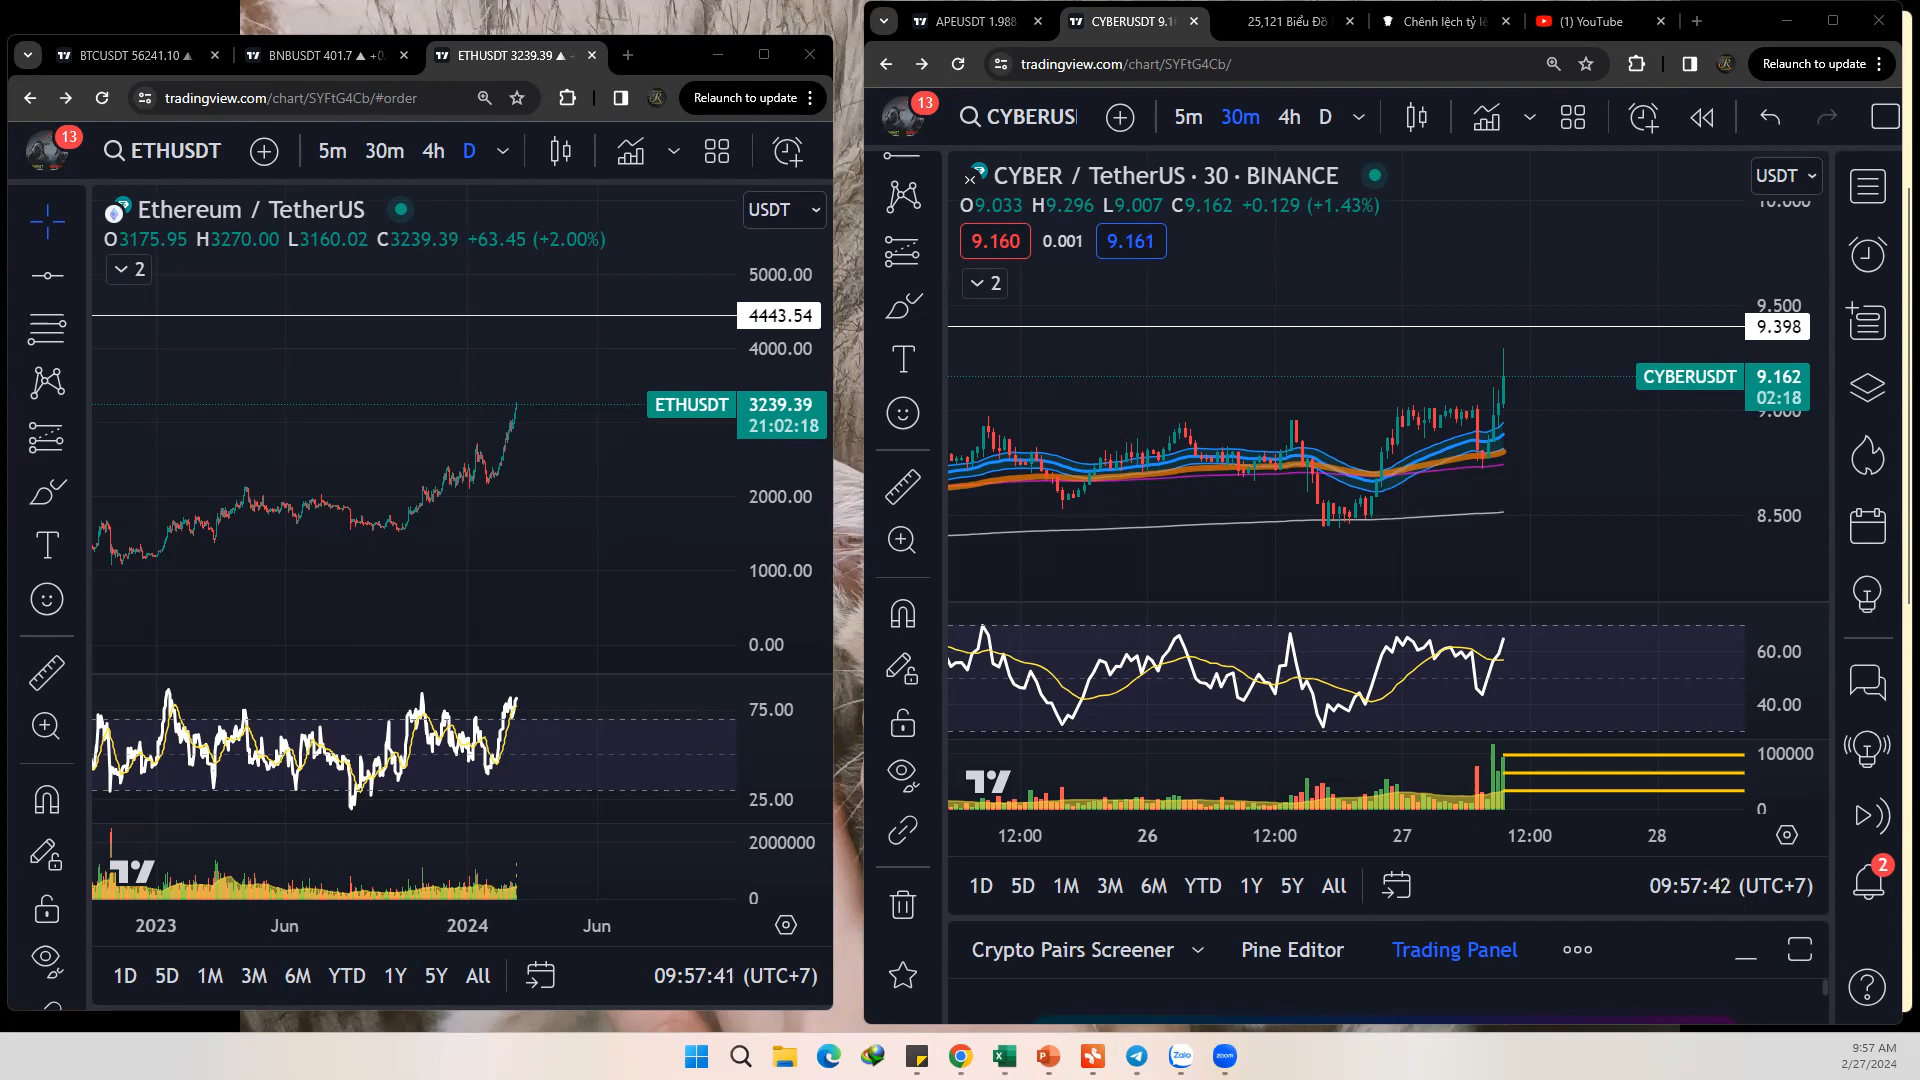 BTCUSDT 56241.10 ▲
BNBUSDT 401.7 ▲ +0.
ETHUSDT 3239.39 ▲
tradingview.com/chart/SYFtG4Cb/#order
Relaunch to update
13
ETHUSDT
5m 30m 4h D
Ethereum / TetherUS
USDT
O3175.95 H3270.00 L3160.02 C3239.39 +63.45 (+2.00%)
2
5000.00
4443.54
4000.00
ETHUSDT 3239.39
21:02:18
2000.00
1000.00
0.00
75.00
25.00
2000000
0
2023 Jun 2024 Jun
1D 5D 1M 3M 6M YTD 1Y 5Y All
09:57:41 (UTC+7)
APEUSDT 1.988
CYBERUSDT 9.1
25,121 Biểu Đồ
Chênh lệch tỷ lệ
(1) YouTube
tradingview.com/chart/SYFtG4Cb/
Relaunch to update
13
CYBERUS
5m 30m 4h D
CYBER / TetherUS · 30 · BINANCE
USDT
10.000
O9.033 H9.296 L9.007 C9.162 +0.129 (+1.43%)
9.160 0.001 9.161
2
9.500
9.398
CYBERUSDT 9.162
02:18
9.000
8.500
60.00
40.00
100000
0
12:00 26 12:00 27 12:00 28
1D 5D 1M 3M 6M YTD 1Y 5Y All
09:57:42 (UTC+7)
2
Crypto Pairs Screener
Pine Editor
Trading Panel
Zalo
zoom
9:57 AM
2/27/2024